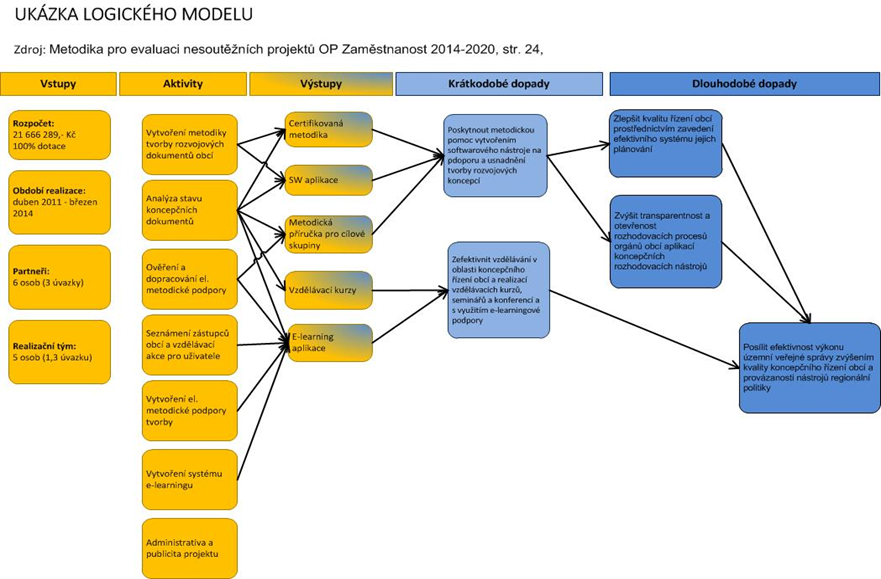 UKÁZKA LOGICKÉHO MODELU
Zdroj: Metodika pro evaluaci nesoutěžních projektů OP Zaměstnanost 2014-2020, str. 24,
Vstupy
Aktivity
Výstupy
Krátkodobé dopady
Dlouhodobé dopady
Rozpočet:
21 666 289,- Kč
100% dotace
Období realizace:
duben 2011 - březen
2014
Partneři:
6 osob (3 úvazky)
Realizační tým:
5 osob (1,3 úvazku)
Vytvoření metodiky
tvorby rozvojových
dokumentů obcí
Analýza stavu
koncepčních
dokumentů
Ověření a
dopracování el.
metodické podpory
Seznámení zástupců
obcí a vzdělávací
akce pro uživatele
Vytvoření el.
metodické podpory
tvorby
Vytvoření systému
e-learningu
Administrativa a
publicita projektu
Certifikovaná
metodika
SW aplikace
Metodická
příručka pro cílové
skupiny
Vzdělávací kurzy
E-learning
aplikace
Poskytnout metodickou
pomoc vytvořením
softwarového nástroje na
pdoporu a usnadnění
tvorby rozvojových
koncepcí
Zefektivnit vzdělávání v
oblasti koncepčního
řízení obcí a realizací
vzdělávacích kurzů,
seminářů a konferencí a
s využitím e-learningové
podpory
Zlepšit kvalitu řízení obcí
prostřednictvím zavedení
efektivního systému jejich
plánování
Zvýšit transparentnost a
otevřenost
rozhodovacích procesů
orgánů obcí aplikací
koncepčních
rozhodovacích nástrojů
Posílit efektivnost výkonu
územní veřejné správy zvýšením
kvality koncepčního řízení obcí a
provázanosti nástrojů regionální
politiky